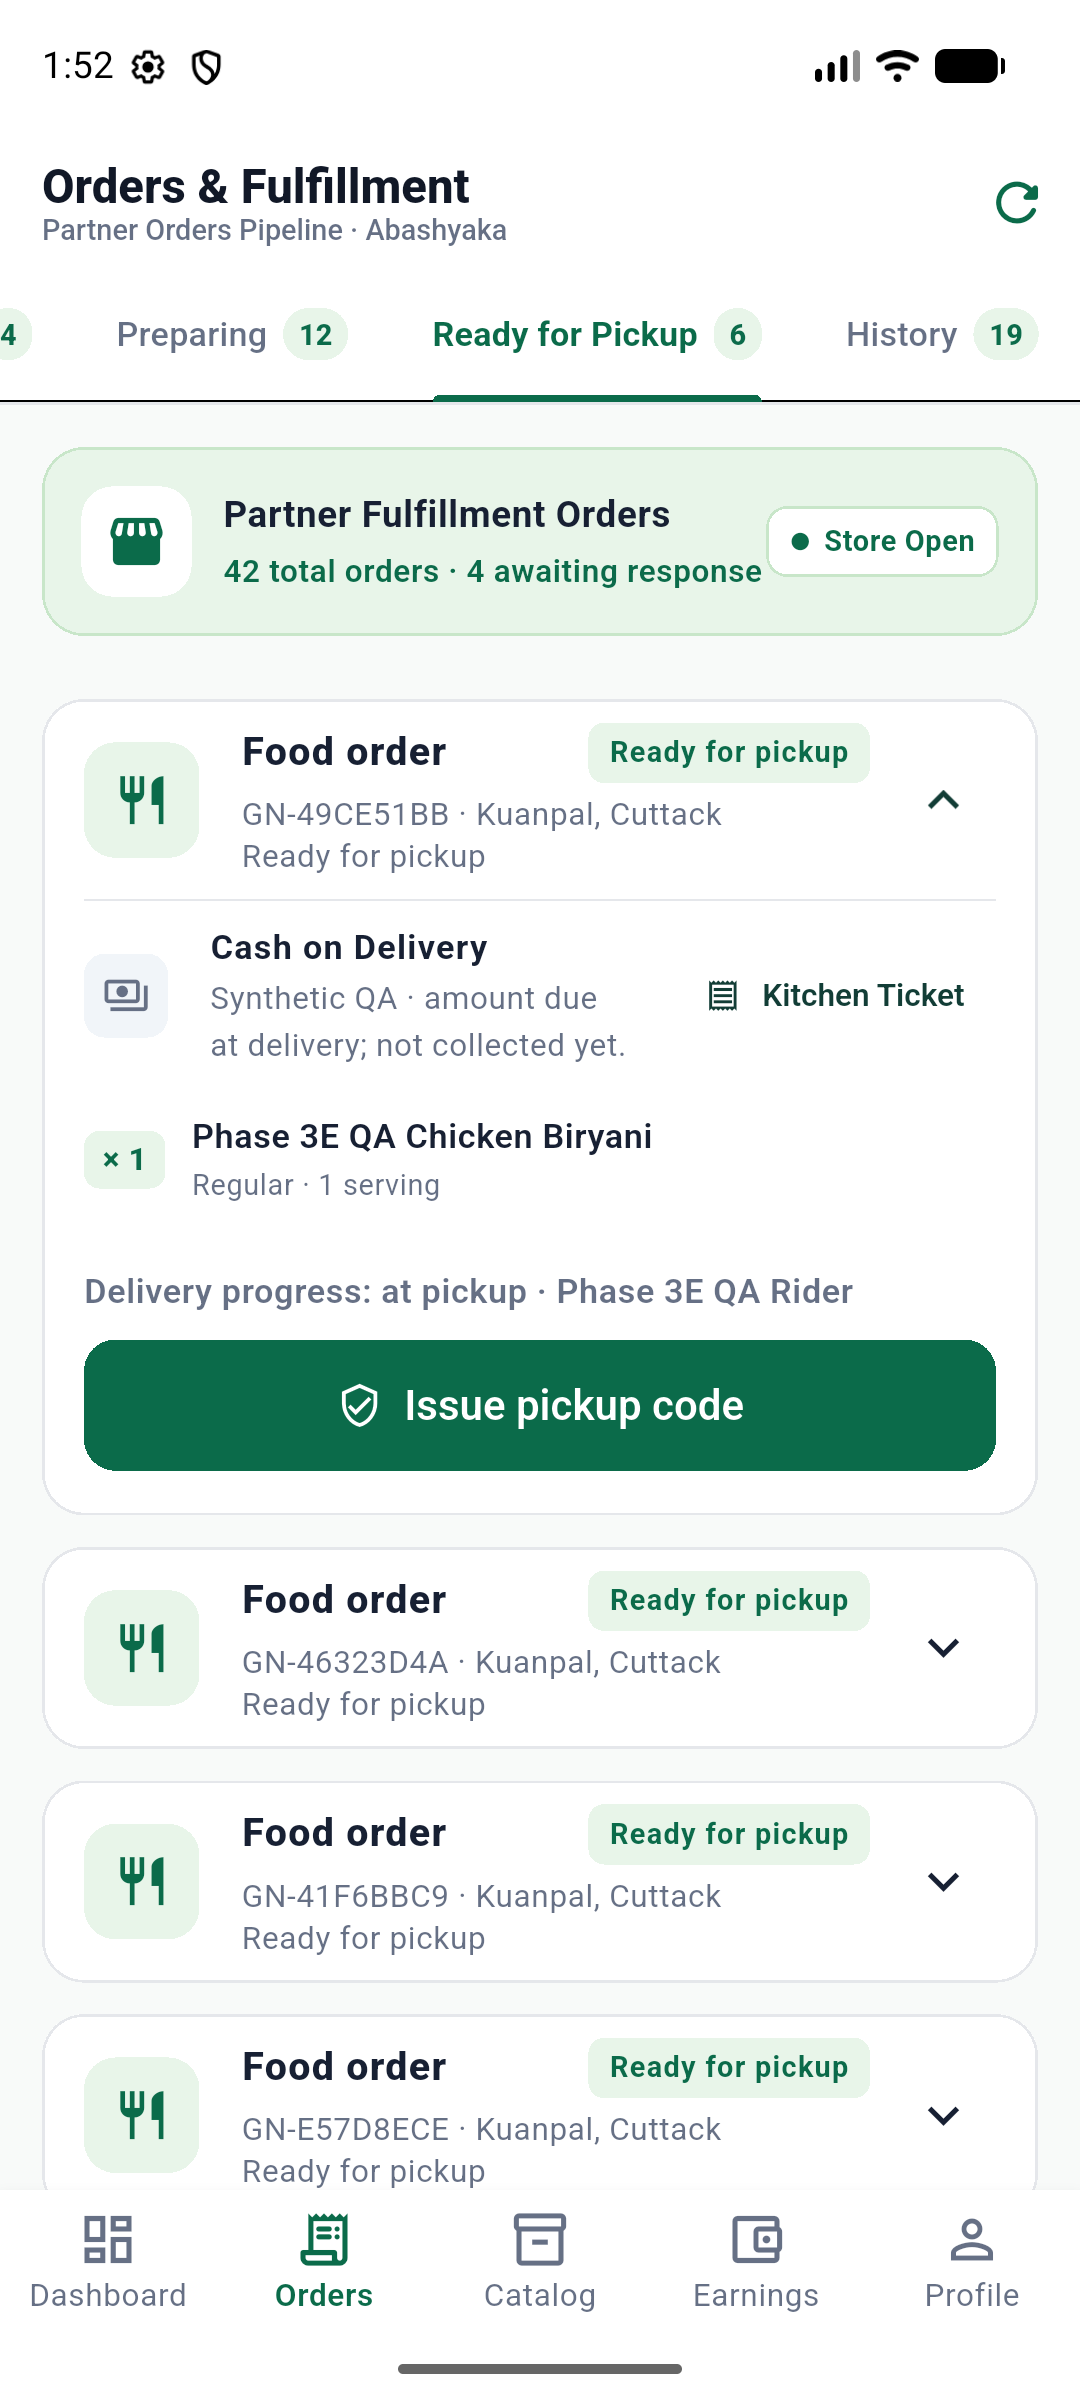 1:52
Orders & Fulfillment
Partner Orders Pipeline · Abashyaka
4
Preparing 12
Ready for Pickup 6
History 19
Partner Fulfillment Orders
42 total orders · 4 awaiting response
Store Open
Food order
Ready for pickup
GN-49CE51BB · Kuanpal, Cuttack
Ready for pickup
Cash on Delivery
Synthetic QA · amount due
at delivery; not collected yet.
Kitchen Ticket
× 1
Phase 3E QA Chicken Biryani
Regular · 1 serving
Delivery progress: at pickup · Phase 3E QA Rider
Issue pickup code
Food order
Ready for pickup
GN-46323D4A · Kuanpal, Cuttack
Ready for pickup
Food order
Ready for pickup
GN-41F6BBC9 · Kuanpal, Cuttack
Ready for pickup
Food order
Ready for pickup
GN-E57D8ECE · Kuanpal, Cuttack
Ready for pickup
Dashboard
Orders
Catalog
Earnings
Profile